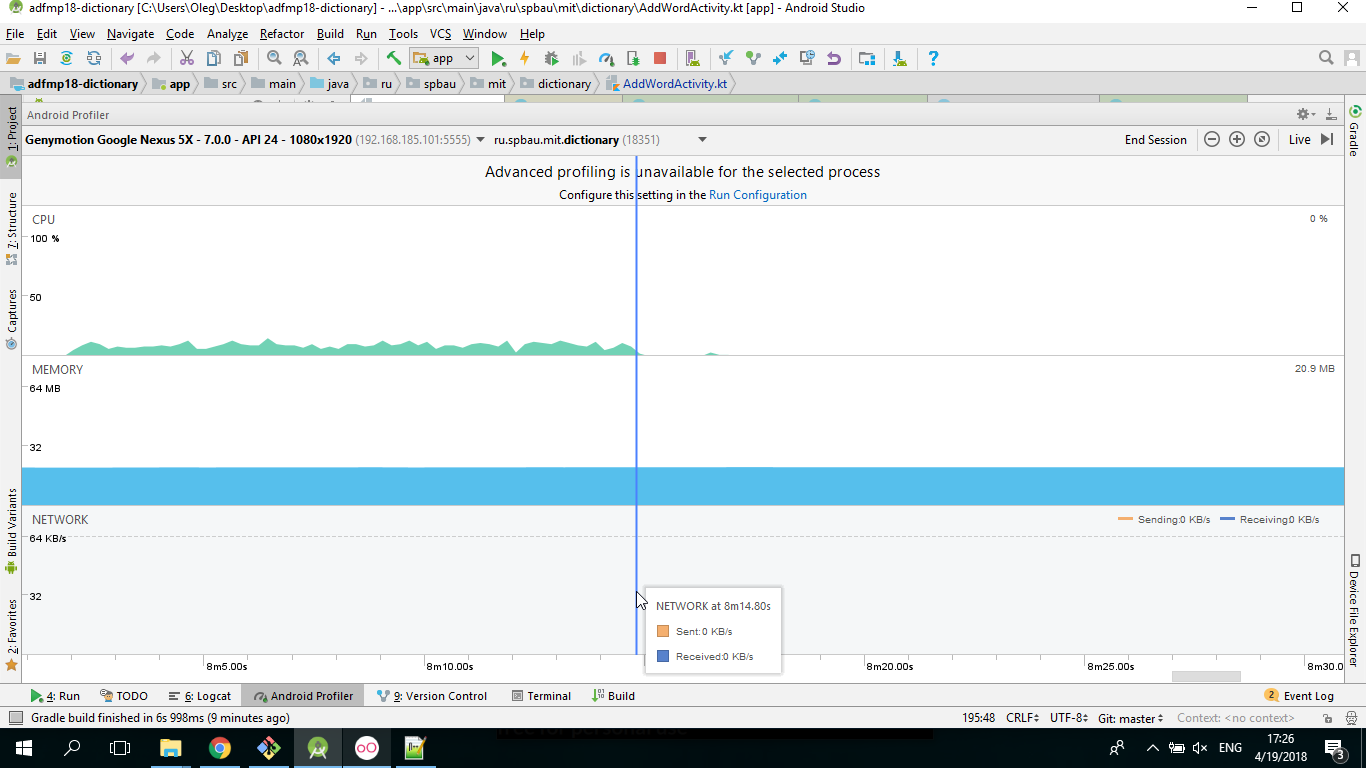 adfmp18-dictionary [C:\Users\Oleg\Desktop\adfmp18-dictionary] - ...\app\src\main\java\ru\spbau\mit\dictionary\AddWordActivity.kt [app] - Android Studio
File Edit View Navigate Code Analyze Refactor Build Run Tools VCS Window Help
app
adfmp18-dictionary app src main java ru spbau mit dictionary AddWordActivity.kt
Android Profiler
Genymotion Google Nexus 5X - 7.0.0 - API 24 - 1080x1920 (192.168.185.101:5555) ru.spbau.mit.dictionary (18351) End Session Live
Advanced profiling is unavailable for the selected process
Configure this setting in the Run Configuration
CPU 0 %
100 %
50
MEMORY 20.9 MB
64 MB
32
NETWORK Sending:0 KB/s Receiving:0 KB/s
64 KB/s
32
NETWORK at 8m14.80s
Sent: 0 KB/s
Received:0 KB/s
8m5.00s 8m10.00s 8m20.00s 8m25.00s 8m30.0
1: Project
7: Structure
Captures
Build Variants
2: Favorites
Gradle
Device File Explorer
4: Run TODO 6: Logcat Android Profiler 9: Version Control Terminal Build 2 Event Log
Gradle build finished in 6s 998ms (9 minutes ago) 195:48 CRLF UTF-8 Git: master Context: <no context>
free for personal use
ENG 17:26
4/19/2018 3